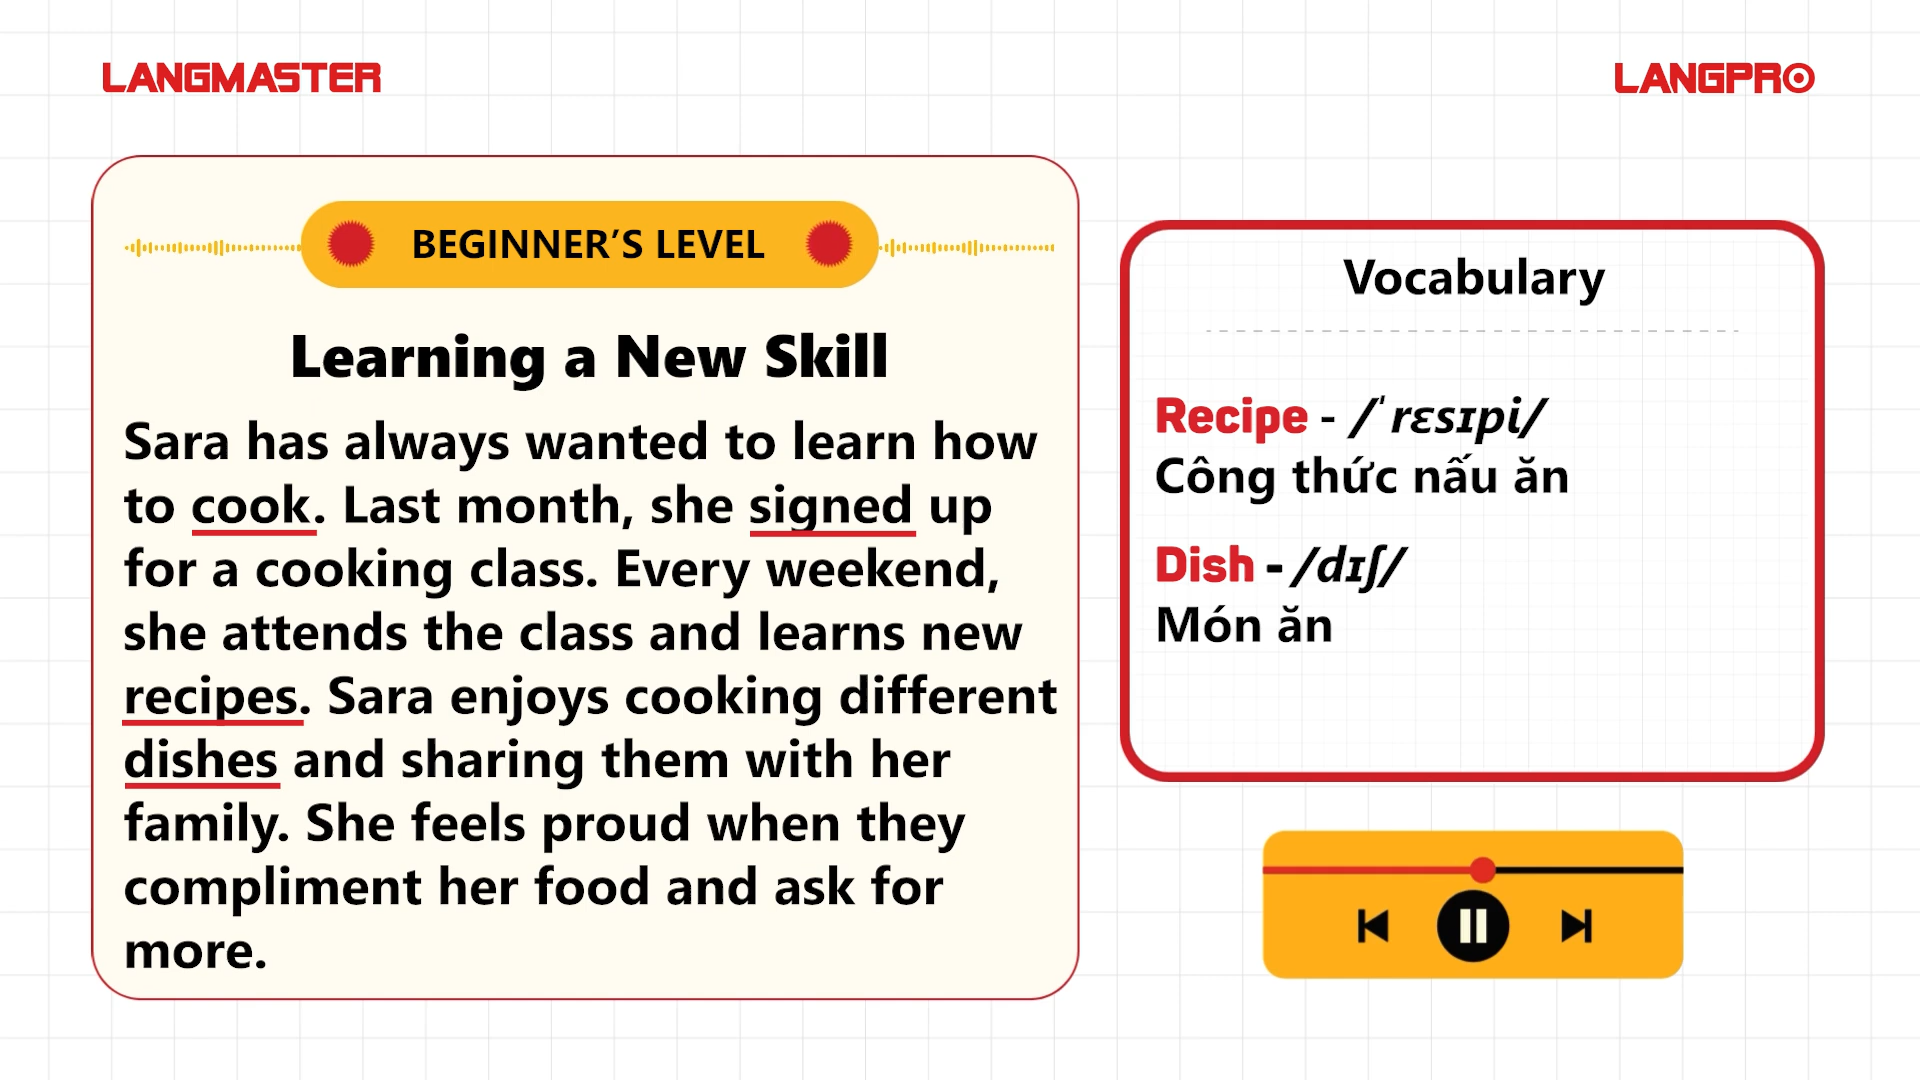 LANGMASTER
LANGPRO
BEGINNER’S LEVEL
Learning a New Skill
Sara has always wanted to learn how
to cook. Last month, she signed up
for a cooking class. Every weekend,
she attends the class and learns new
recipes. Sara enjoys cooking different
dishes and sharing them with her
family. She feels proud when they
compliment her food and ask for
more.
Vocabulary
Recipe - /ˈrɛsɪpi/
Công thức nấu ăn
Dish - /dɪʃ/
Món ăn